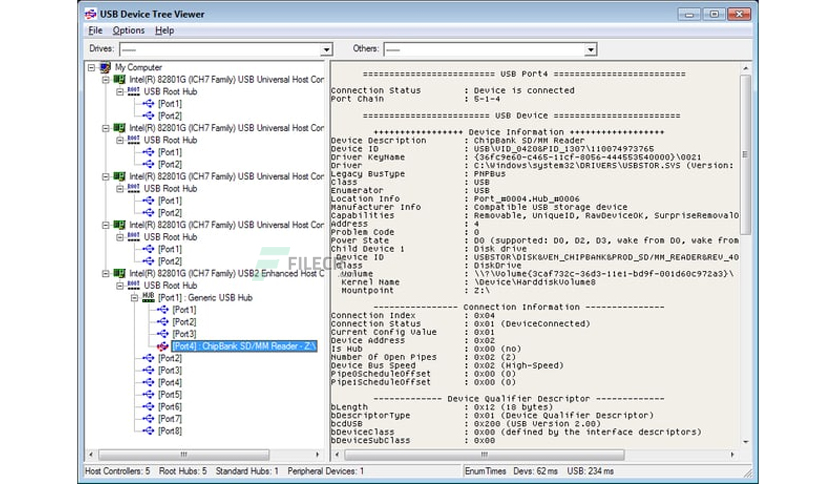 USB Device Tree Viewer
File Options Help
Drives: ----- Others: -----
My Computer
Intel(R) 82801G (ICH7 Family) USB Universal Host Cor
USB Root Hub
[Port1]
[Port2]
Intel(R) 82801G (ICH7 Family) USB Universal Host Cor
USB Root Hub
[Port1]
[Port2]
Intel(R) 82801G (ICH7 Family) USB Universal Host Cor
USB Root Hub
[Port1]
[Port2]
Intel(R) 82801G (ICH7 Family) USB Universal Host Cor
USB Root Hub
[Port1]
[Port2]
Intel(R) 82801G (ICH7 Family) USB2 Enhanced Host C
USB Root Hub
[Port1] : Generic USB Hub
[Port1]
[Port2]
[Port3]
[Port4] : ChipBank SD/MM Reader - Z:\
[Port2]
[Port3]
[Port4]
[Port5]
[Port6]
[Port7]
[Port8]
========================= USB Port4 =========================
Connection Status : Device is connected
Port Chain : 5-1-4
======================== USB Device ========================
+++++++++++++++++ Device Information ++++++++++++++++++
Device Description : ChipBank SD/MM Reader
Device ID : USB\VID_0420&PID_1307\110074973765
Driver KeyName : {36fc9e60-c465-11cf-8056-444553540000}\0021
Driver : C:\Windows\system32\DRIVERS\USBSTOR.SYS (Version:
Legacy BusType : PNPBus
Class : USB
Enumerator : USB
Location Info : Port_#0004.Hub_#0006
Manufacturer Info : Compatible USB storage device
Capabilities : Removable, UniqueID, RawDeviceOK, SurpriseRemovalO
Address : 4
Problem Code : 0
Power State : D0 (supported: D0, D2, D3, wake from D0, wake from
Child Device 1 : Disk drive
Device ID : USBSTOR\DISK&VEN_CHIPBANK&PROD_SD/MM_READER&REV_40
Class : DiskDrive
Volume : \\?\Volume{3caf732c-36d3-11e1-bd9f-001d60c972a3}\
Kernel Name : \Device\HarddiskVolume8
Mountpoint : Z:\
FILECR
---------------- Connection Information ---------------
Connection Index : 0x04
Connection Status : 0x01 (DeviceConnected)
Current Config Value : 0x01
Device Address : 0x02
Is Hub : 0x00 (no)
Number Of Open Pipes : 0x02 (2)
Device Bus Speed : 0x02 (High-Speed)
Pipe0ScheduleOffset : 0x00 (0)
Pipe1ScheduleOffset : 0x00 (0)
------------- Device Qualifier Descriptor -------------
bLength : 0x12 (18 bytes)
bDescriptorType : 0x01 (Device Qualifier Descriptor)
bcdUSB : 0x200 (USB Version 2.00)
bDeviceClass : 0x00 (defined by the interface descriptors)
bDeviceSubClass : 0x00
Host Controllers: 5 Root Hubs: 5 Standard Hubs: 1 Peripheral Devices: 1 EnumTimes Devs: 62 ms USB: 234 ms